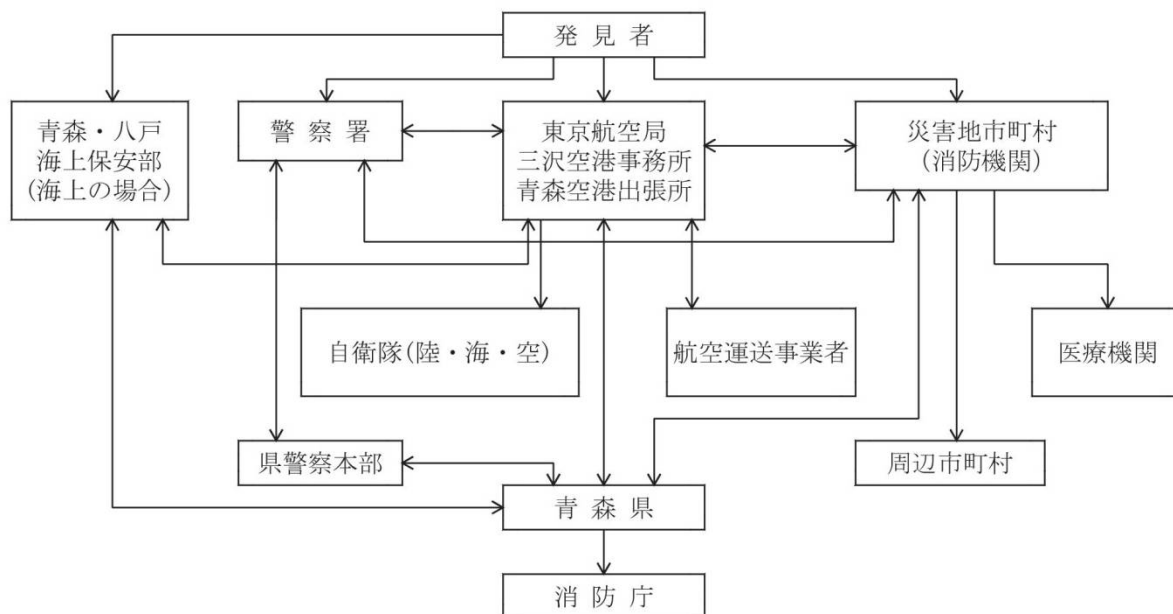 発見者
青森・八戸
海上保安部
(海上の場合)
警察署
東京航空局
三沢空港事務所
青森空港出張所
災害地市町村
(消防機関)
自衛隊(陸・海・空)
航空運送事業者
医療機関
県警察本部
周辺市町村
青森県
消防庁